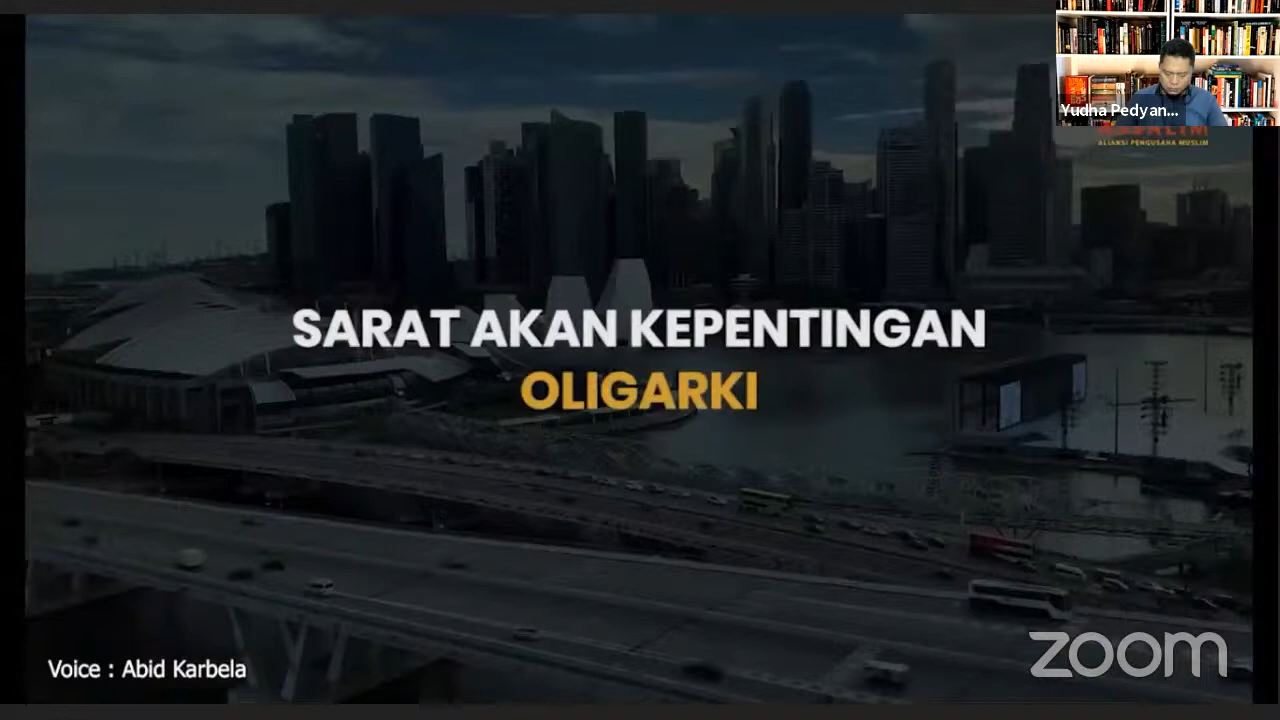 Yudha Pedyan...
ALIANSI PENGUSAHA MUSLIM
SARAT AKAN KEPENTINGAN
OLIGARKI
Voice : Abid Karbela
zoom